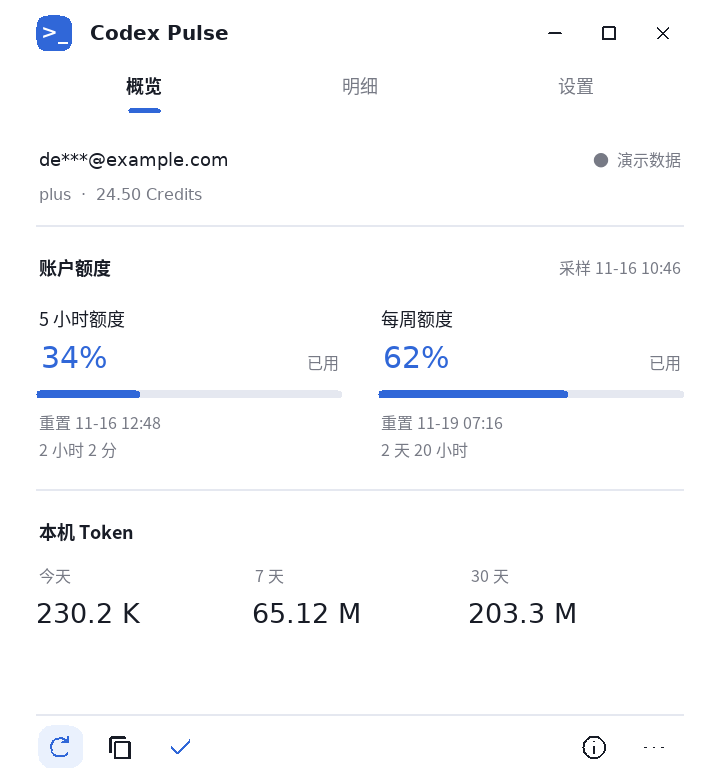 >_ Codex Pulse
概览 明细 设置
de***@example.com 演示数据
plus · 24.50 Credits
账户额度 采样 11-16 10:46
5 小时额度 每周额度
34% 已用 62% 已用
重置 11-16 12:48 重置 11-19 07:16
2 小时 2 分 2 天 20 小时
本机 Token
今天 7 天 30 天
230.2 K 65.12 M 203.3 M